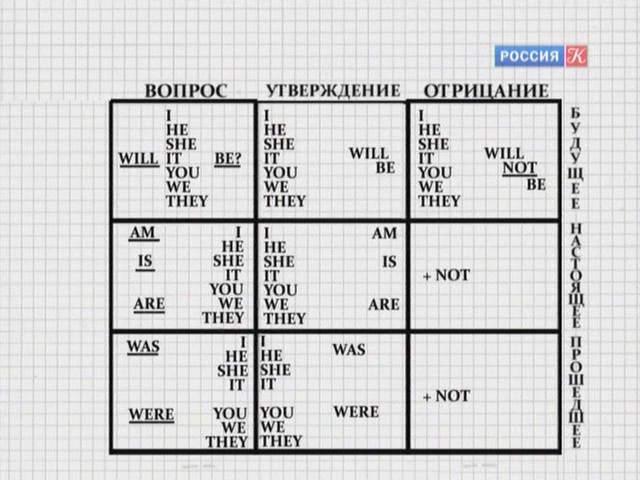 РОССИЯ К
ВОПРОС УТВЕРЖДЕНИЕ ОТРИЦАНИЕ
I
HE
SHE
WILL IT BE?
YOU
WE
THEY
I
HE
SHE
IT WILL
YOU BE
WE
THEY
I
HE
SHE
IT WILL
YOU NOT
WE BE
THEY
БУДУЩЕЕ
AM I
HE
IS SHE
IT
YOU
ARE WE
THEY
I AM
HE
SHE IS
IT
YOU
WE ARE
THEY
+ NOT
НАСТОЯЩЕЕ
WAS I
HE
SHE
IT
WERE YOU
WE
THEY
I WAS
HE
SHE
IT
YOU WERE
WE
THEY
+ NOT
ПРОШЕДШЕЕ